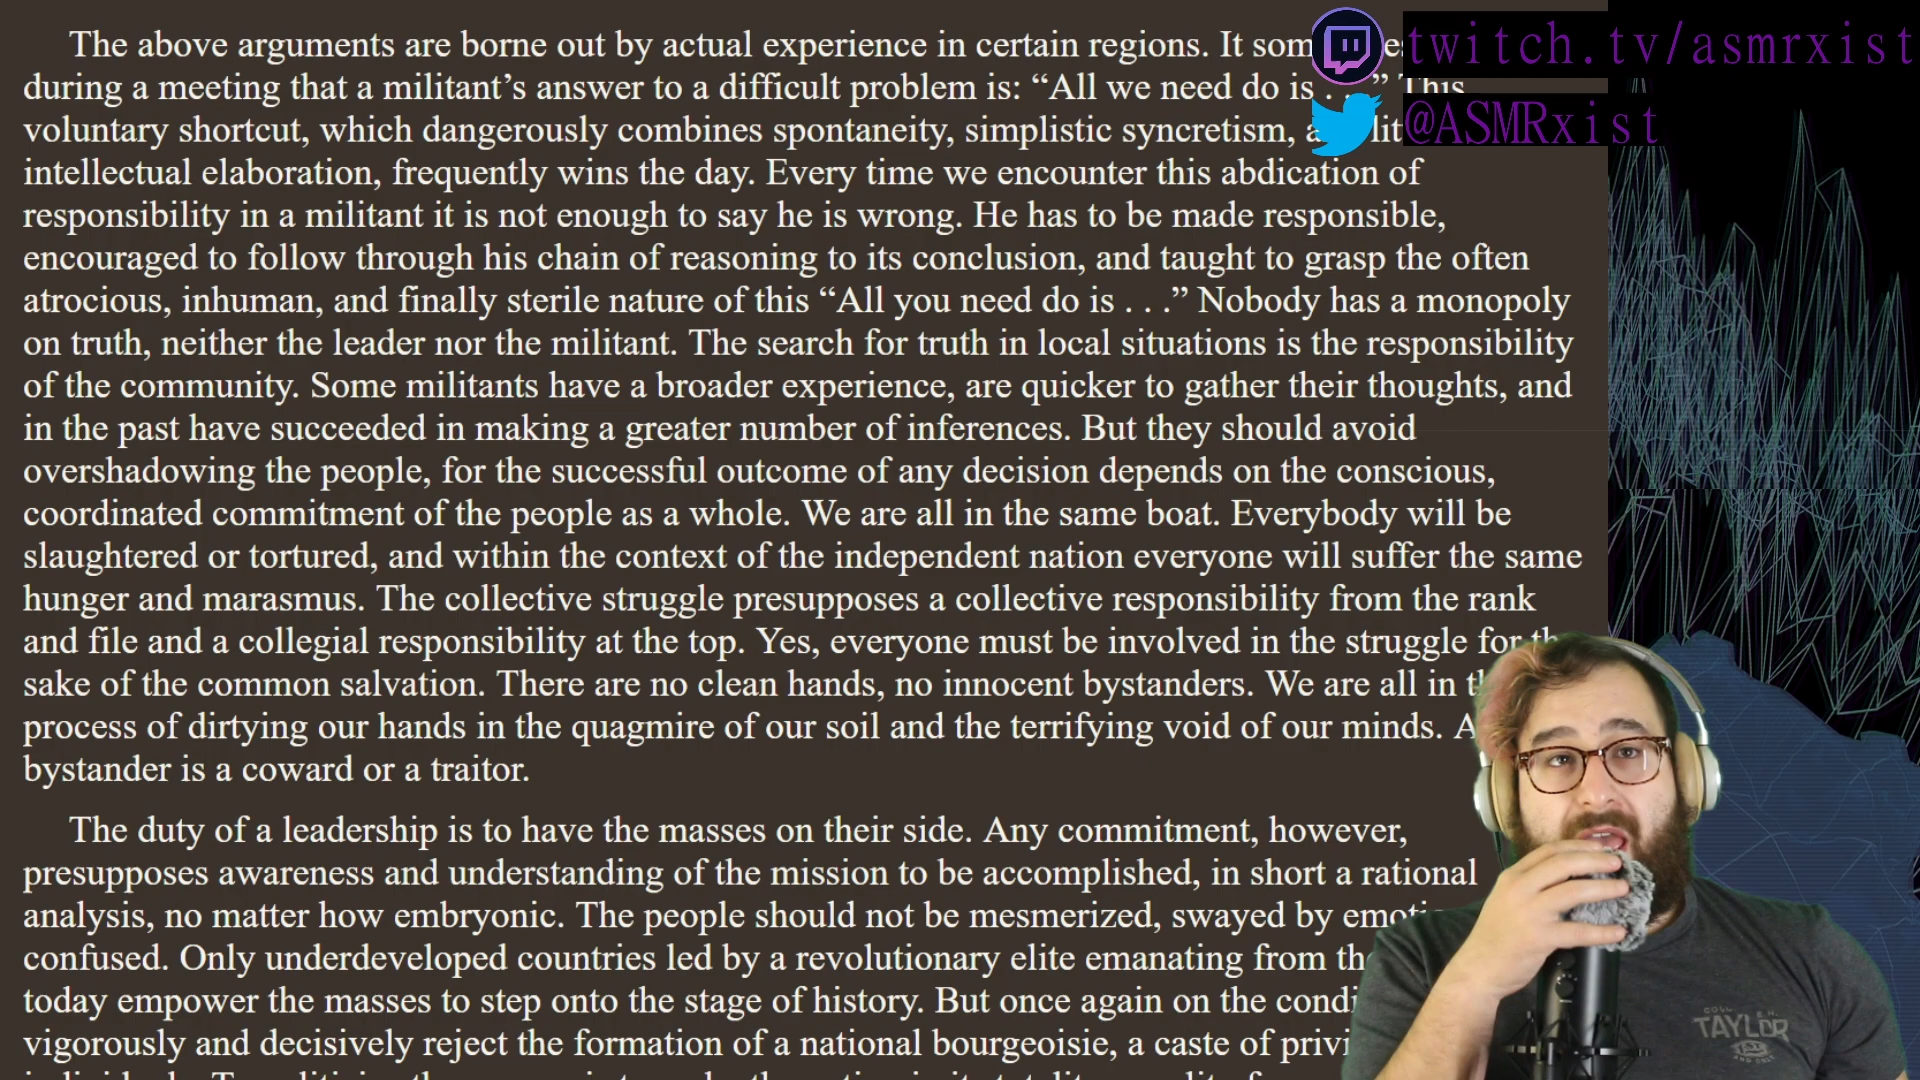 The above arguments are borne out by actual experience in certain regions. It som es
during a meeting that a militant’s answer to a difficult problem is: “All we need do is . . .” This
voluntary shortcut, which dangerously combines spontaneity, simplistic syncretism, a lit
intellectual elaboration, frequently wins the day. Every time we encounter this abdication of
responsibility in a militant it is not enough to say he is wrong. He has to be made responsible,
encouraged to follow through his chain of reasoning to its conclusion, and taught to grasp the often
atrocious, inhuman, and finally sterile nature of this “All you need do is . . .” Nobody has a monopoly
on truth, neither the leader nor the militant. The search for truth in local situations is the responsibility
of the community. Some militants have a broader experience, are quicker to gather their thoughts, and
in the past have succeeded in making a greater number of inferences. But they should avoid
overshadowing the people, for the successful outcome of any decision depends on the conscious,
coordinated commitment of the people as a whole. We are all in the same boat. Everybody will be
slaughtered or tortured, and within the context of the independent nation everyone will suffer the same
hunger and marasmus. The collective struggle presupposes a collective responsibility from the rank
and file and a collegial responsibility at the top. Yes, everyone must be involved in the struggle for th
sake of the common salvation. There are no clean hands, no innocent bystanders. We are all in th
process of dirtying our hands in the quagmire of our soil and the terrifying void of our minds. A
bystander is a coward or a traitor.
The duty of a leadership is to have the masses on their side. Any commitment, however,
presupposes awareness and understanding of the mission to be accomplished, in short a rational
analysis, no matter how embryonic. The people should not be mesmerized, swayed by emoti
confused. Only underdeveloped countries led by a revolutionary elite emanating from the
today empower the masses to step onto the stage of history. But once again on the condi
vigorously and decisively reject the formation of a national bourgeoisie, a caste of privi
twitch.tv/asmrxist
@ASMRxist
TAYLOR